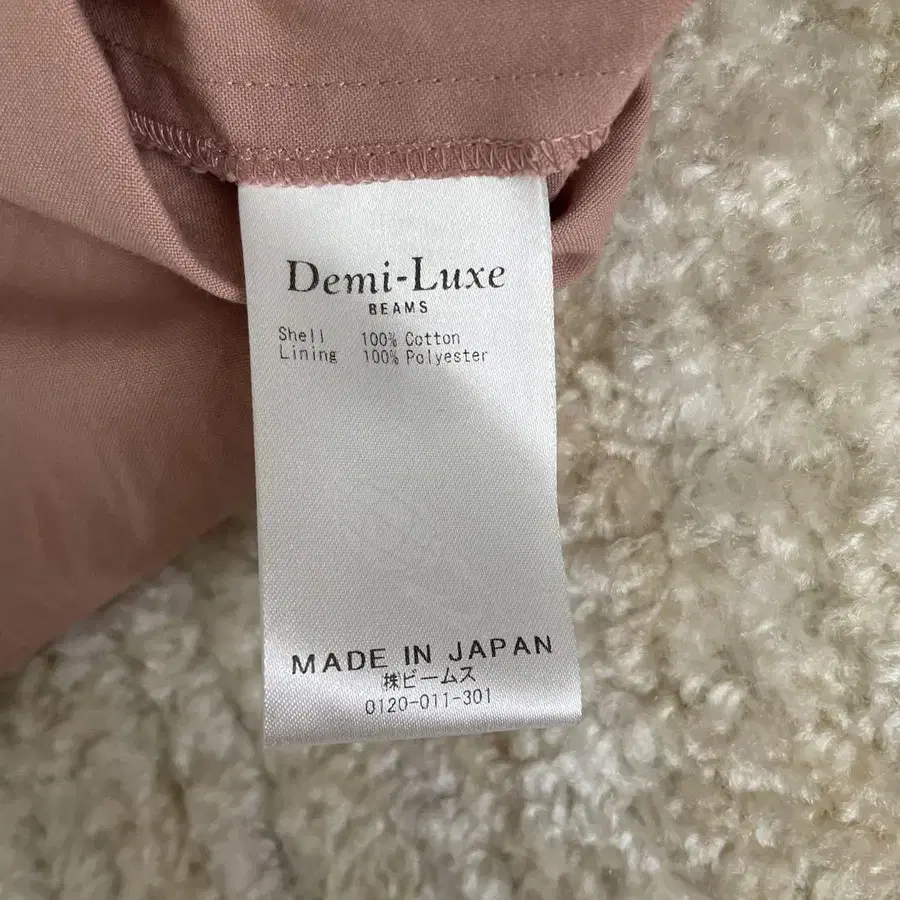 Demi-Luxe
BEAMS
Shell 100% Cotton
Lining 100% Polyester
MADE IN JAPAN
㈱ビームス
0120-011-301